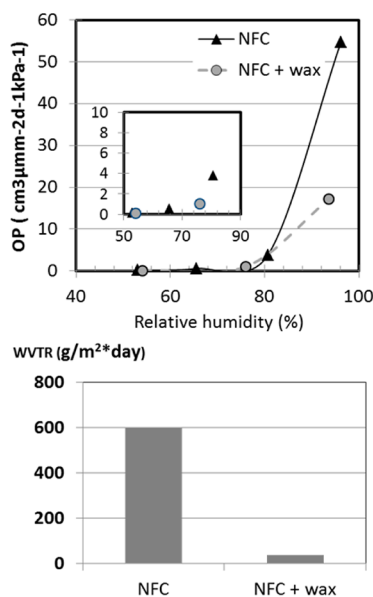 60
50
40
30
20
10
0
OP ( cm3µmm-2d-1kPa-1)
NFC
NFC + wax
10
8
6
4
2
0
50 70 90
40 60 80 100
Relative humidity (%)
WVTR (g/m²*day)
800
600
400
200
0
NFC NFC + wax